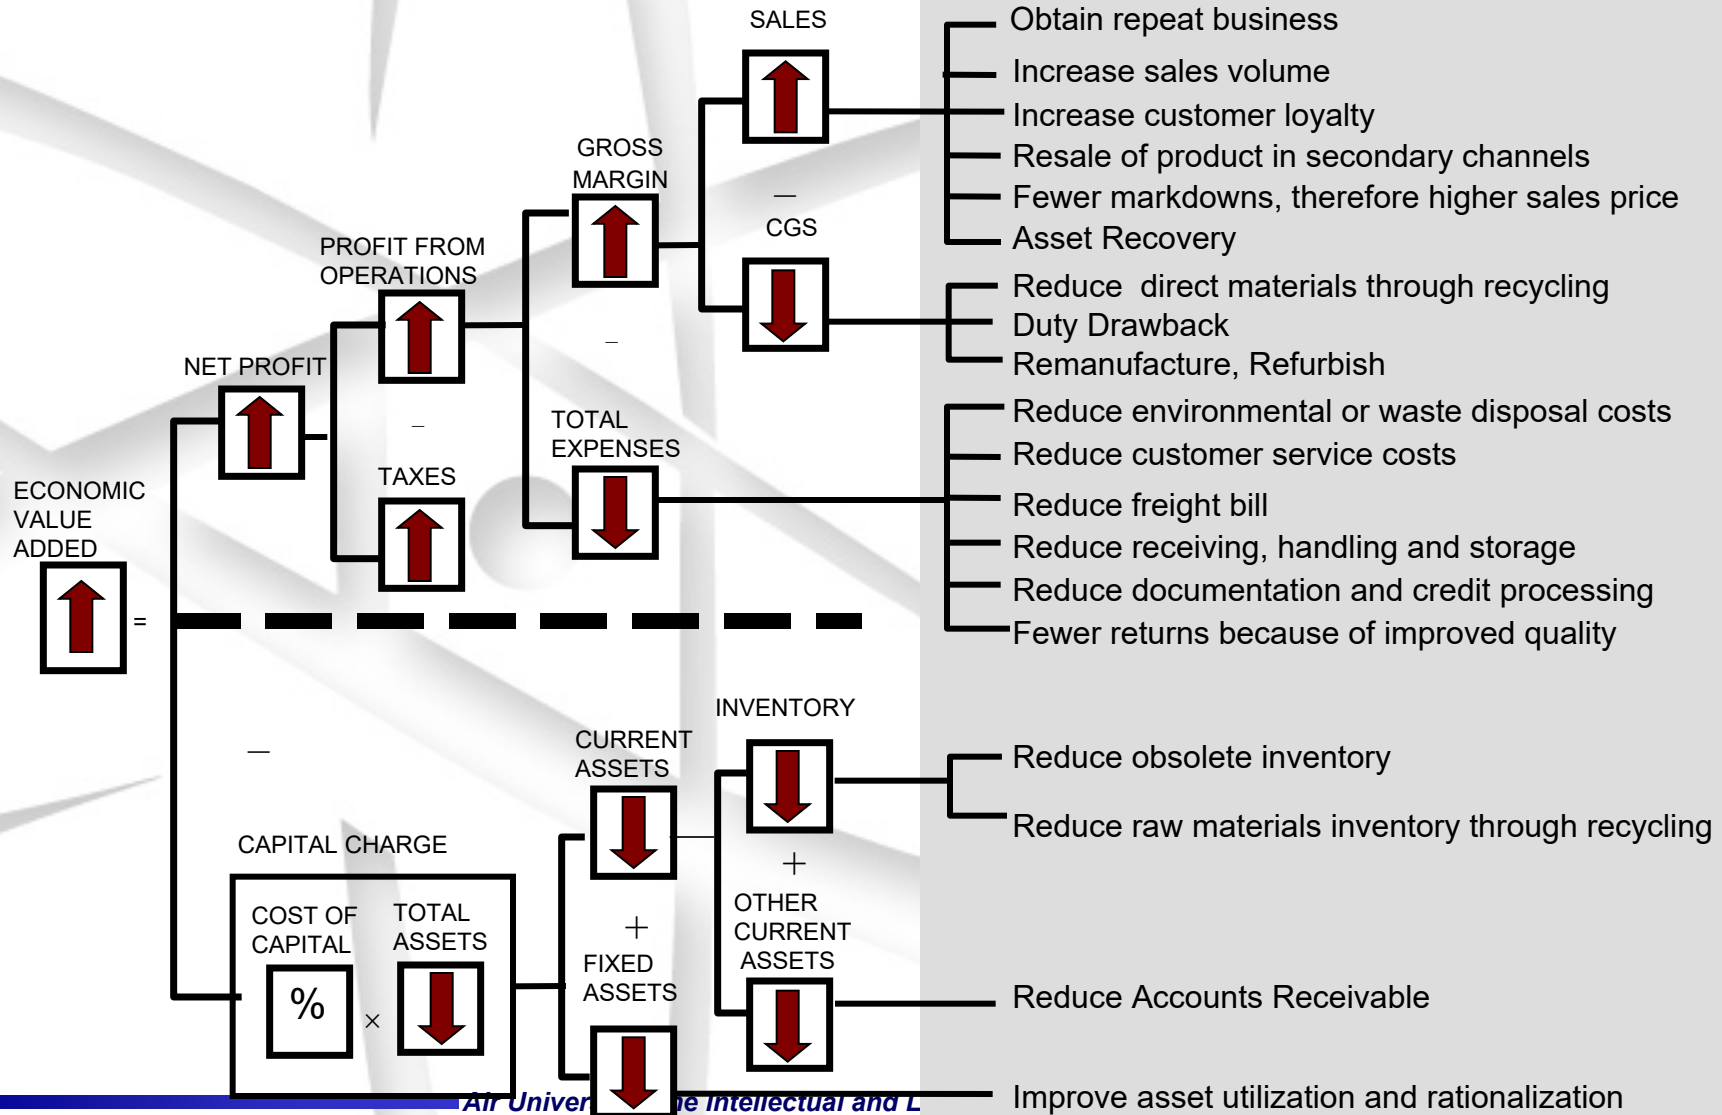 SALES
Obtain repeat business
Increase sales volume
Increase customer loyalty
Resale of product in secondary channels
Fewer markdowns, therefore higher sales price
Asset Recovery
GROSS
MARGIN
–
CGS
PROFIT FROM
OPERATIONS
Reduce direct materials through recycling
Duty Drawback
Remanufacture, Refurbish
–
NET PROFIT
TOTAL
EXPENSES
–
TAXES
Reduce environmental or waste disposal costs
Reduce customer service costs
Reduce freight bill
Reduce receiving, handling and storage
Reduce documentation and credit processing
Fewer returns because of improved quality
ECONOMIC
VALUE
ADDED
=
–
INVENTORY
CURRENT
ASSETS
Reduce obsolete inventory
Reduce raw materials inventory through recycling
CAPITAL CHARGE
+
COST OF
CAPITAL
TOTAL
ASSETS
%
×
+
FIXED
ASSETS
OTHER
CURRENT
ASSETS
Reduce Accounts Receivable
Improve asset utilization and rationalization
Air Univer
Intellectual and L